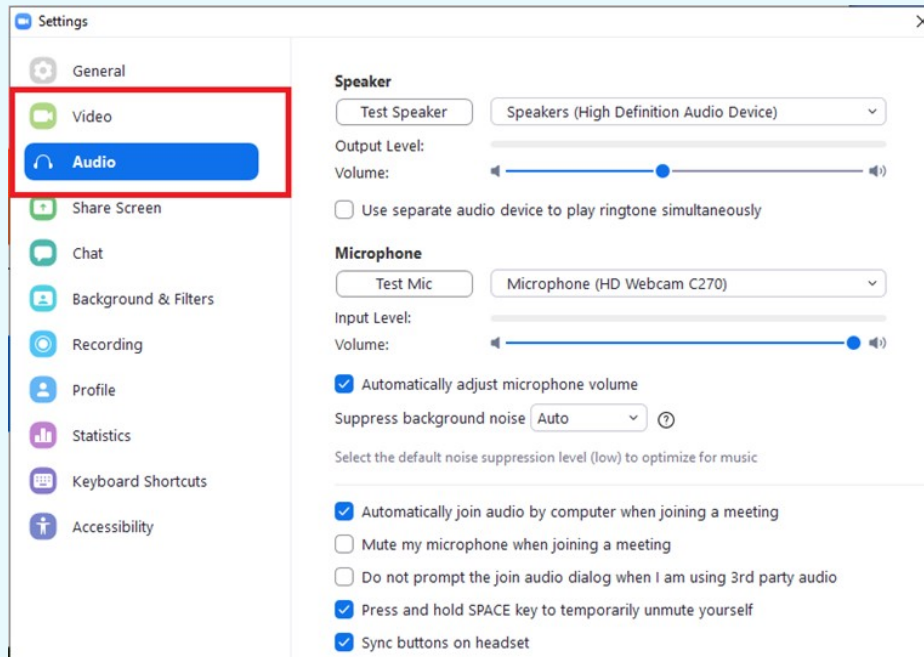 Settings
General
Video
Audio
Share Screen
Chat
Background & Filters
Recording
Profile
Statistics
Keyboard Shortcuts
Accessibility
Speaker
Test Speaker
Speakers (High Definition Audio Device)
Output Level:
Volume:
Use separate audio device to play ringtone simultaneously
Microphone
Test Mic
Microphone (HD Webcam C270)
Input Level:
Volume:
Automatically adjust microphone volume
Suppress background noise Auto
Select the default noise suppression level (low) to optimize for music
Automatically join audio by computer when joining a meeting
Mute my microphone when joining a meeting
Do not prompt the join audio dialog when I am using 3rd party audio
Press and hold SPACE key to temporarily unmute yourself
Sync buttons on headset